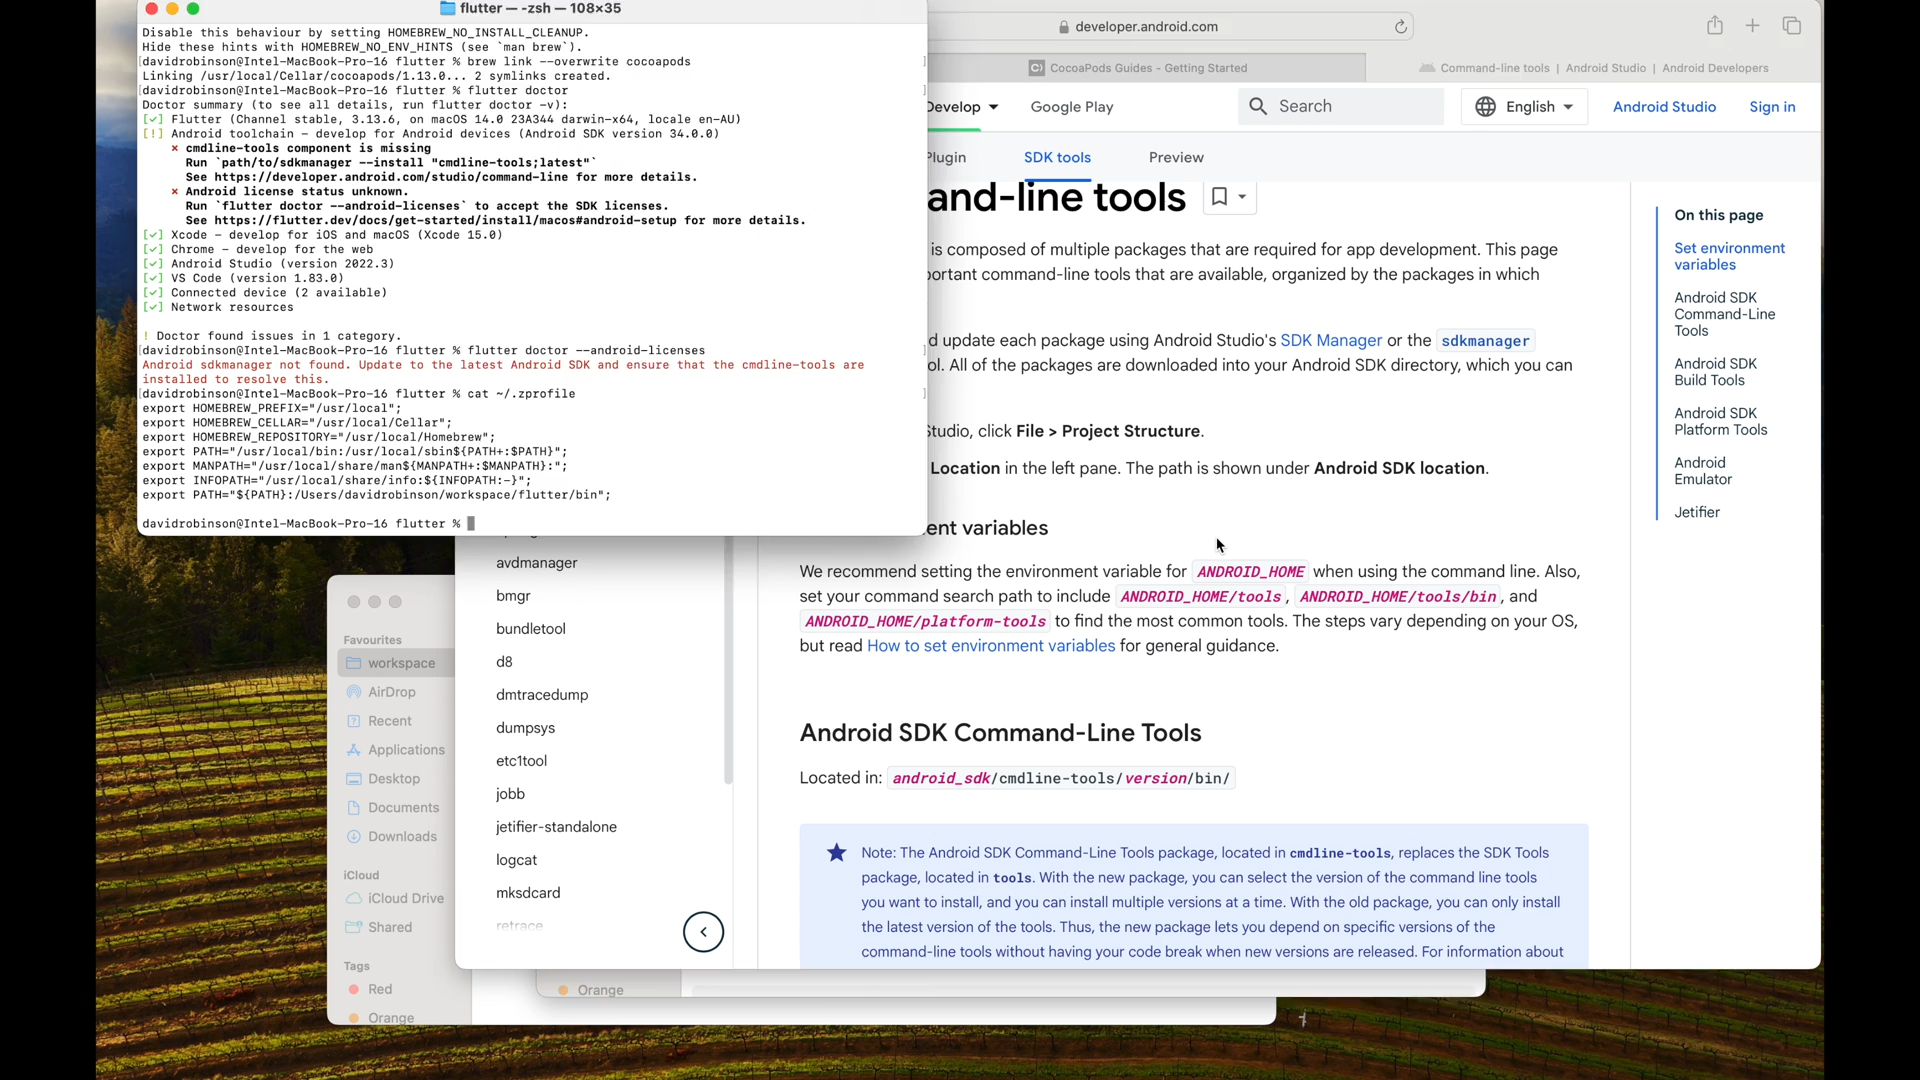 flutter — -zsh — 108×35
Disable this behaviour by setting HOMEBREW_NO_INSTALL_CLEANUP.
Hide these hints with HOMEBREW_NO_ENV_HINTS (see `man brew`).
[davidrobinson@Intel-MacBook-Pro-16 flutter % brew link --overwrite cocoapods ]
Linking /usr/local/Cellar/cocoapods/1.13.0... 2 symlinks created.
[davidrobinson@Intel-MacBook-Pro-16 flutter % flutter doctor ]
Doctor summary (to see all details, run flutter doctor -v):
[✓] Flutter (Channel stable, 3.13.6, on macOS 14.0 23A344 darwin-x64, locale en-AU)
[!] Android toolchain - develop for Android devices (Android SDK version 34.0.0)
✗ cmdline-tools component is missing
Run `path/to/sdkmanager --install "cmdline-tools;latest"`
See https://developer.android.com/studio/command-line for more details.
✗ Android license status unknown.
Run `flutter doctor --android-licenses` to accept the SDK licenses.
See https://flutter.dev/docs/get-started/install/macos#android-setup for more details.
[✓] Xcode - develop for iOS and macOS (Xcode 15.0)
[✓] Chrome - develop for the web
[✓] Android Studio (version 2022.3)
[✓] VS Code (version 1.83.0)
[✓] Connected device (2 available)
[✓] Network resources
! Doctor found issues in 1 category.
[davidrobinson@Intel-MacBook-Pro-16 flutter % flutter doctor --android-licenses ]
Android sdkmanager not found. Update to the latest Android SDK and ensure that the cmdline-tools are
installed to resolve this.
[davidrobinson@Intel-MacBook-Pro-16 flutter % cat ~/.zprofile ]
export HOMEBREW_PREFIX="/usr/local";
export HOMEBREW_CELLAR="/usr/local/Cellar";
export HOMEBREW_REPOSITORY="/usr/local/Homebrew";
export PATH="/usr/local/bin:/usr/local/sbin${PATH+:$PATH}";
export MANPATH="/usr/local/share/man${MANPATH+:$MANPATH}:";
export INFOPATH="/usr/local/share/info:${INFOPATH:-}";
export PATH="${PATH}:/Users/davidrobinson/workspace/flutter/bin";
davidrobinson@Intel-MacBook-Pro-16 flutter %
developer.android.com
CocoaPods Guides - Getting Started
Command-line tools | Android Studio | Android Developers
Develop
Google Play
Search
English
Android Studio
Sign in
Plugin
SDK tools
Preview
and-line tools
is composed of multiple packages that are required for app development. This page
portant command-line tools that are available, organized by the packages in which
d update each package using Android Studio's SDK Manager or the sdkmanager
ol. All of the packages are downloaded into your Android SDK directory, which you can
Studio, click File > Project Structure.
Location in the left pane. The path is shown under Android SDK location.
ent variables
We recommend setting the environment variable for ANDROID_HOME when using the command line. Also,
set your command search path to include ANDROID_HOME/tools, ANDROID_HOME/tools/bin, and
ANDROID_HOME/platform-tools to find the most common tools. The steps vary depending on your OS,
but read How to set environment variables for general guidance.
Android SDK Command-Line Tools
Located in: android_sdk/cmdline-tools/version/bin/
Note: The Android SDK Command-Line Tools package, located in cmdline-tools, replaces the SDK Tools
package, located in tools. With the new package, you can select the version of the command line tools
you want to install, and you can install multiple versions at a time. With the old package, you can only install
the latest version of the tools. Thus, the new package lets you depend on specific versions of the
command-line tools without having your code break when new versions are released. For information about
On this page
Set environment
variables
Android SDK
Command-Line
Tools
Android SDK
Build Tools
Android SDK
Platform Tools
Android
Emulator
Jetifier
avdmanager
bmgr
bundletool
d8
dmtracedump
dumpsys
etc1tool
jobb
jetifier-standalone
logcat
mksdcard
retrace
Favourites
workspace
AirDrop
Recent
Applications
Desktop
Documents
Downloads
iCloud
iCloud Drive
Shared
Tags
Red
Orange
Orange